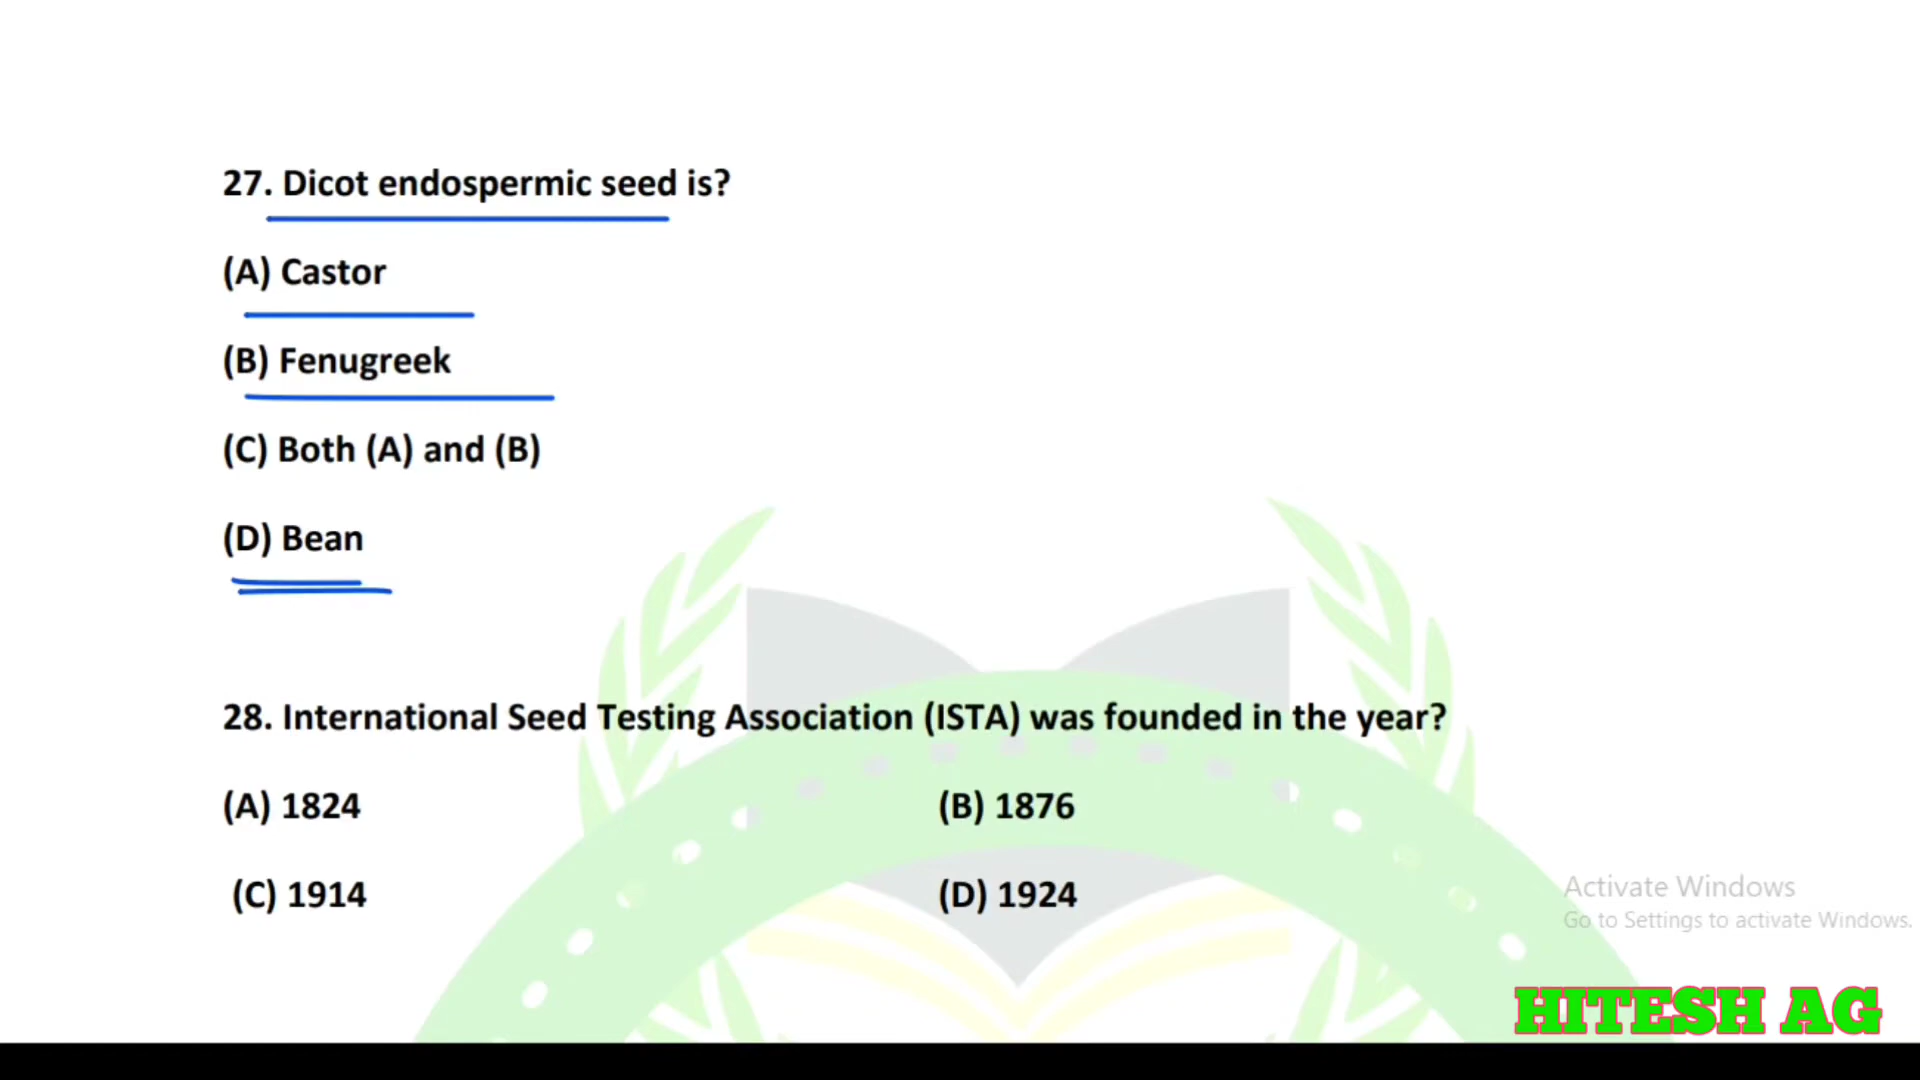 27. Dicot endospermic seed is?
(A) Castor
(B) Fenugreek
(C) Both (A) and (B)
(D) Bean
28. International Seed Testing Association (ISTA) was founded in the year?
(A) 1824 (B) 1876
(C) 1914 (D) 1924
Activate Windows
Go to Settings to activate Windows.
HITESH AG